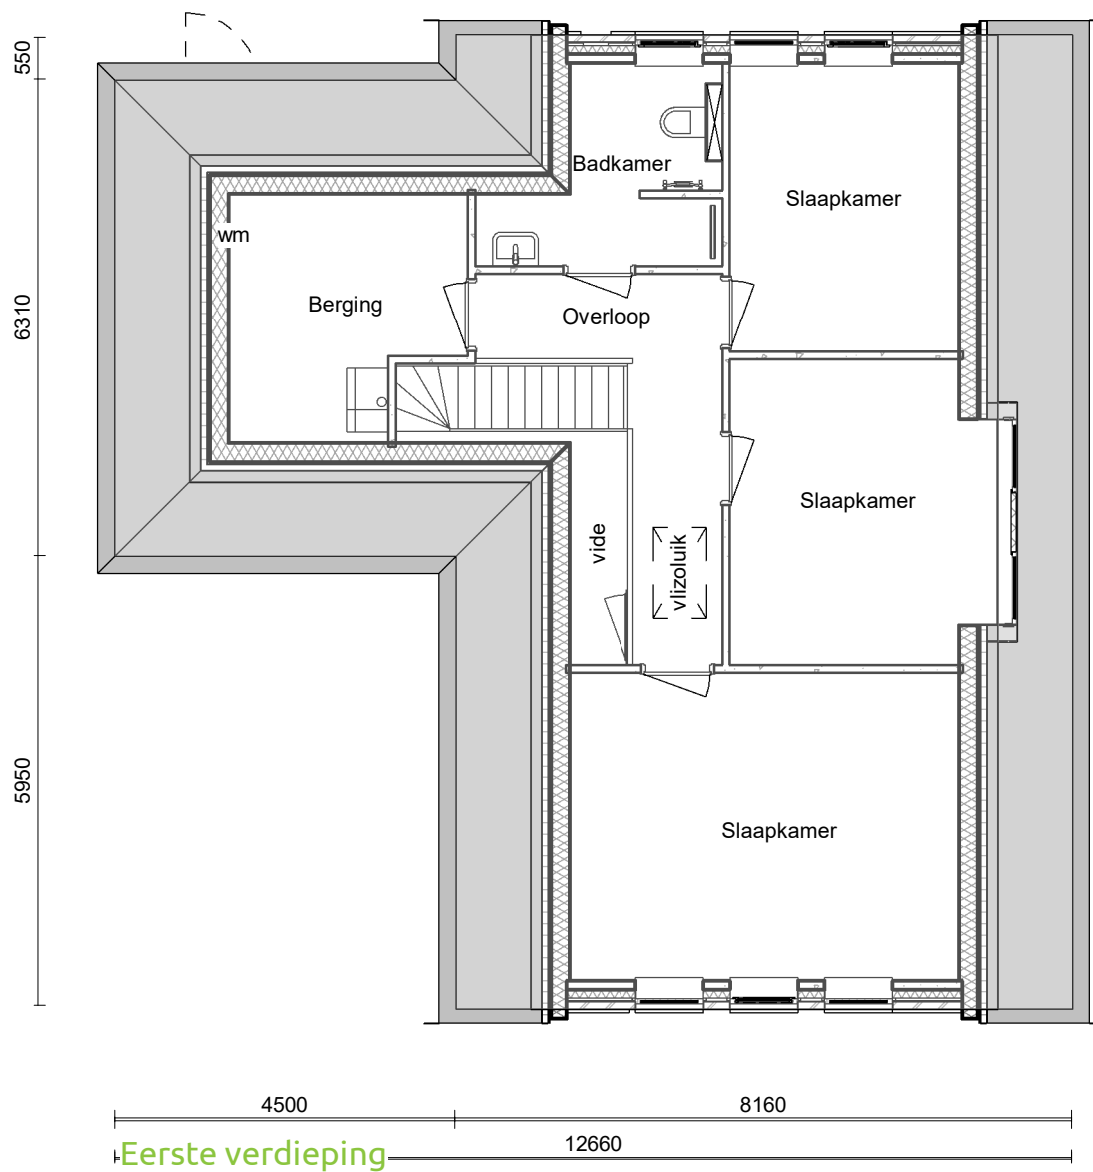 550
Badkamer
Slaapkamer
wm
Berging
Overloop
6310
Slaapkamer
vide
vlizoluik
5950
Slaapkamer
4500
8160
12660
Eerste verdieping